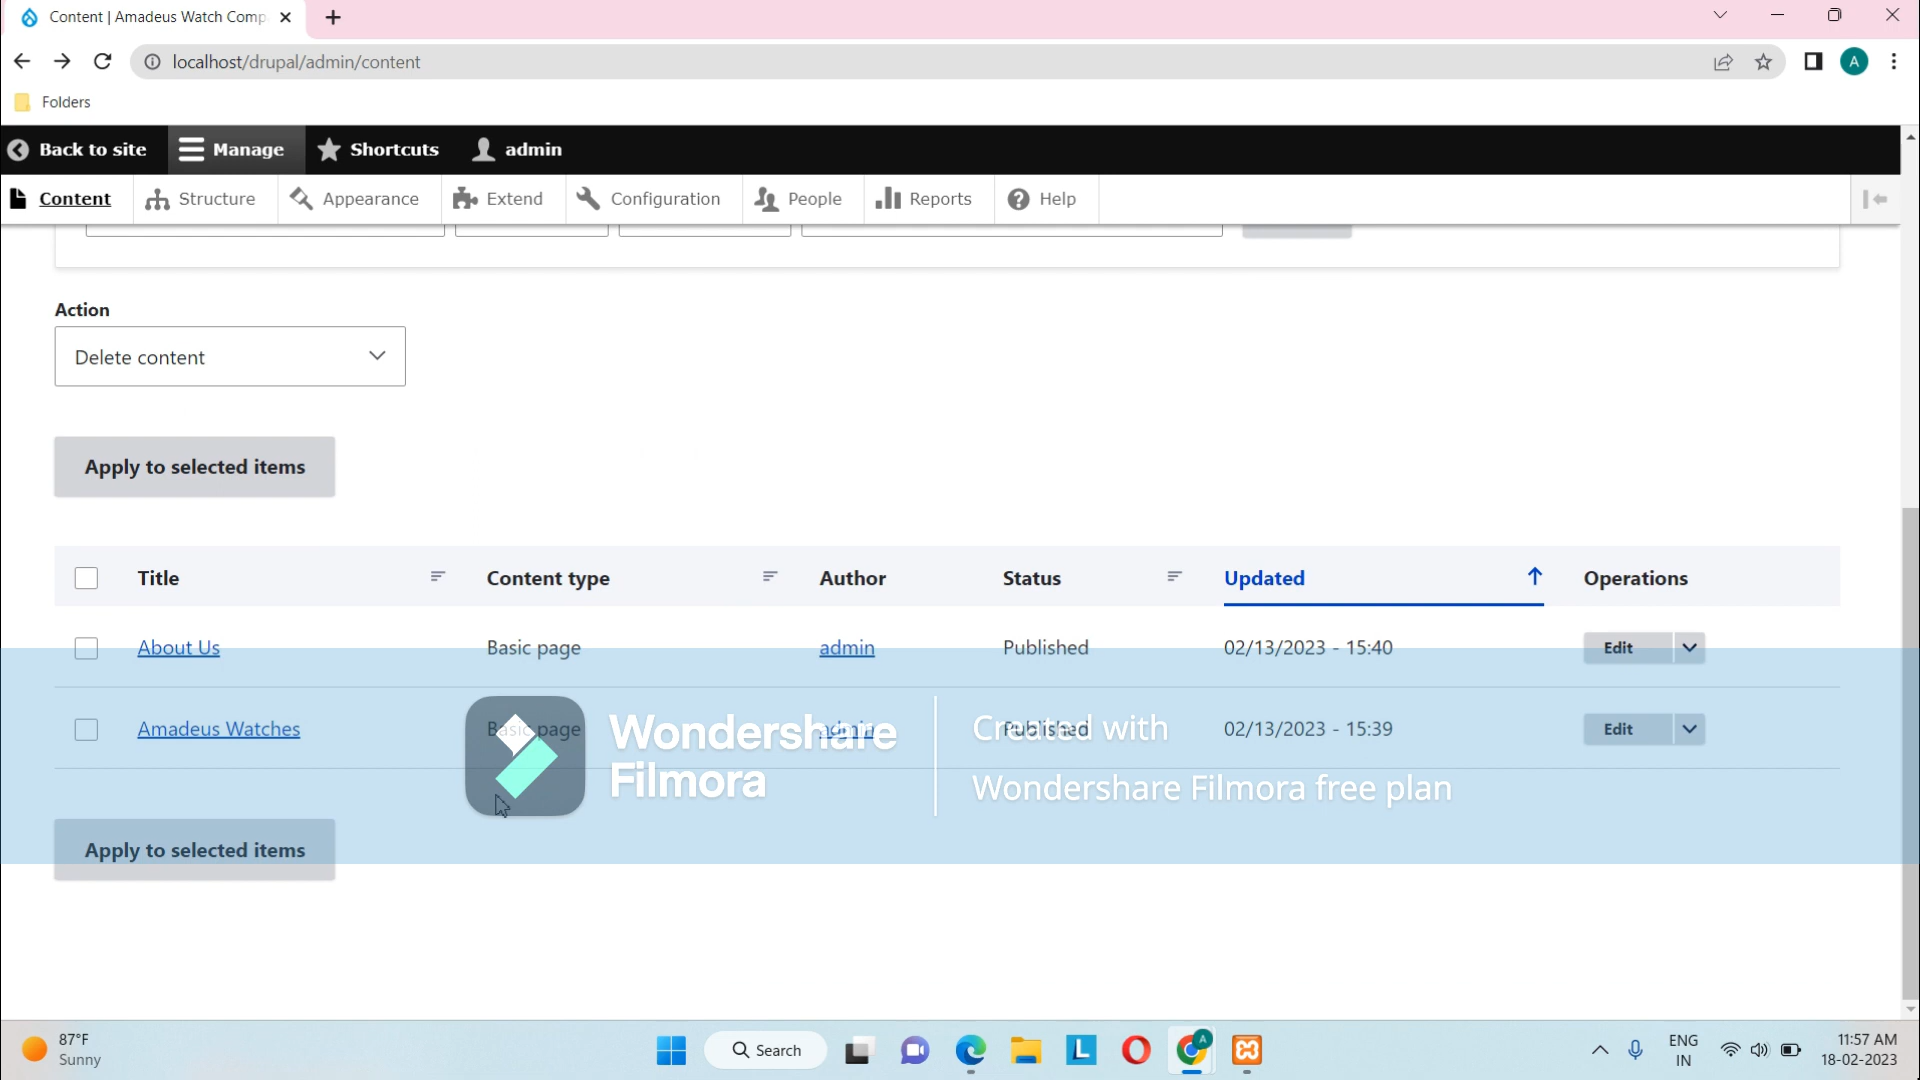 Content | Amadeus Watch Comp
localhost/drupal/admin/content
A
Folders
Back to site Manage Shortcuts admin
Content Structure Appearance Extend Configuration People Reports Help
Action
Delete content
Apply to selected items
Title Content type Author Status Updated Operations
About Us Basic page admin Published 02/13/2023 - 15:40 Edit
Amadeus Watches Basic page admin Published 02/13/2023 - 15:39 Edit
Wondershare
Filmora
Created with
Wondershare Filmora free plan
Apply to selected items
87°F
Sunny
Search
L
A
ENG
IN
11:57 AM
18-02-2023